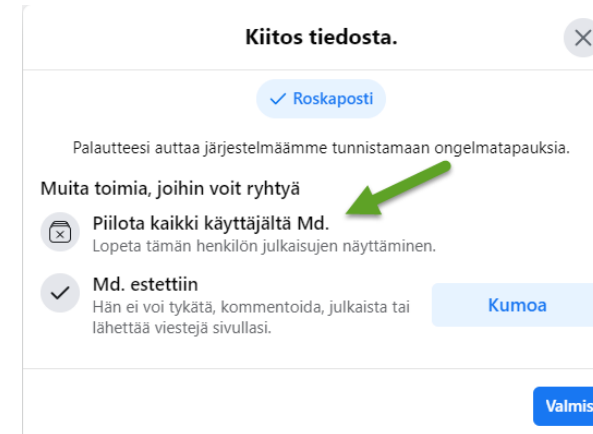 Kiitos tiedosta.
Roskaposti
Palautteesi auttaa järjestelmäämme tunnistamaan ongelmatapauksia.
Muita toimia, joihin voit ryhtyä
Piilota kaikki käyttäjältä Md.
Lopeta tämän henkilön julkaisujen näyttäminen.
Md. estettiin
Hän ei voi tykätä, kommentoida, julkaista tai
lähettää viestejä sivullasi.
Kumoa
Valmis